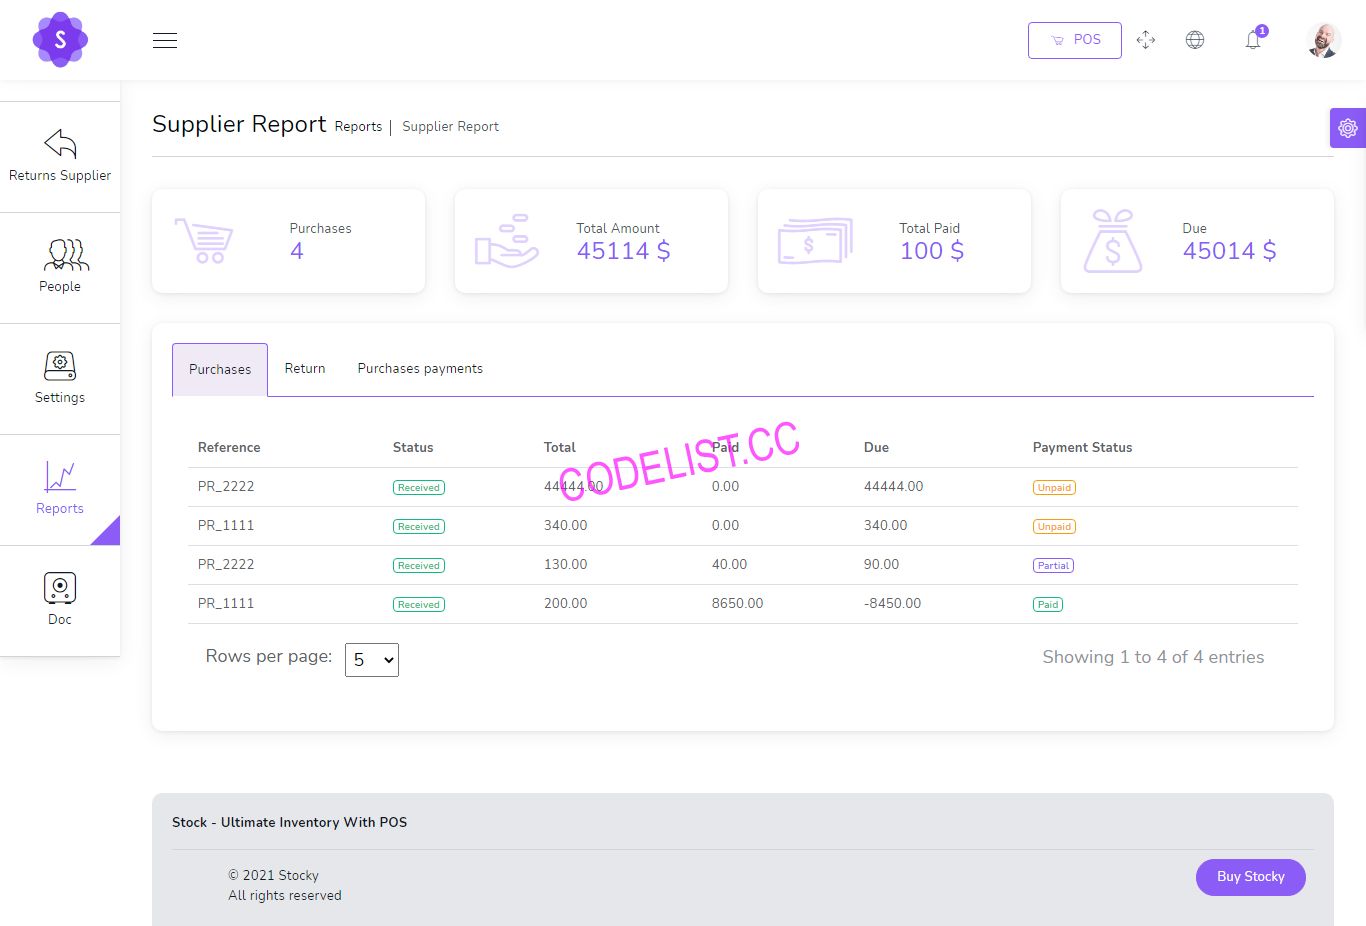 S
POS
1
Supplier Report Reports | Supplier Report
Returns Supplier
People
Settings
Reports
Doc
Purchases
4
Total Amount
45114 $
Total Paid
100 $
Due
45014 $
Purchases Return Purchases payments
Reference Status Total Paid Due Payment Status
PR_2222 Received 44444.00 0.00 44444.00 Unpaid
PR_1111 Received 340.00 0.00 340.00 Unpaid
PR_2222 Received 130.00 40.00 90.00 Partial
PR_1111 Received 200.00 8650.00 -8450.00 Paid
CODELIST.CC
Rows per page: 5 Showing 1 to 4 of 4 entries
Stock - Ultimate Inventory With POS
© 2021 Stocky
All rights reserved
Buy Stocky